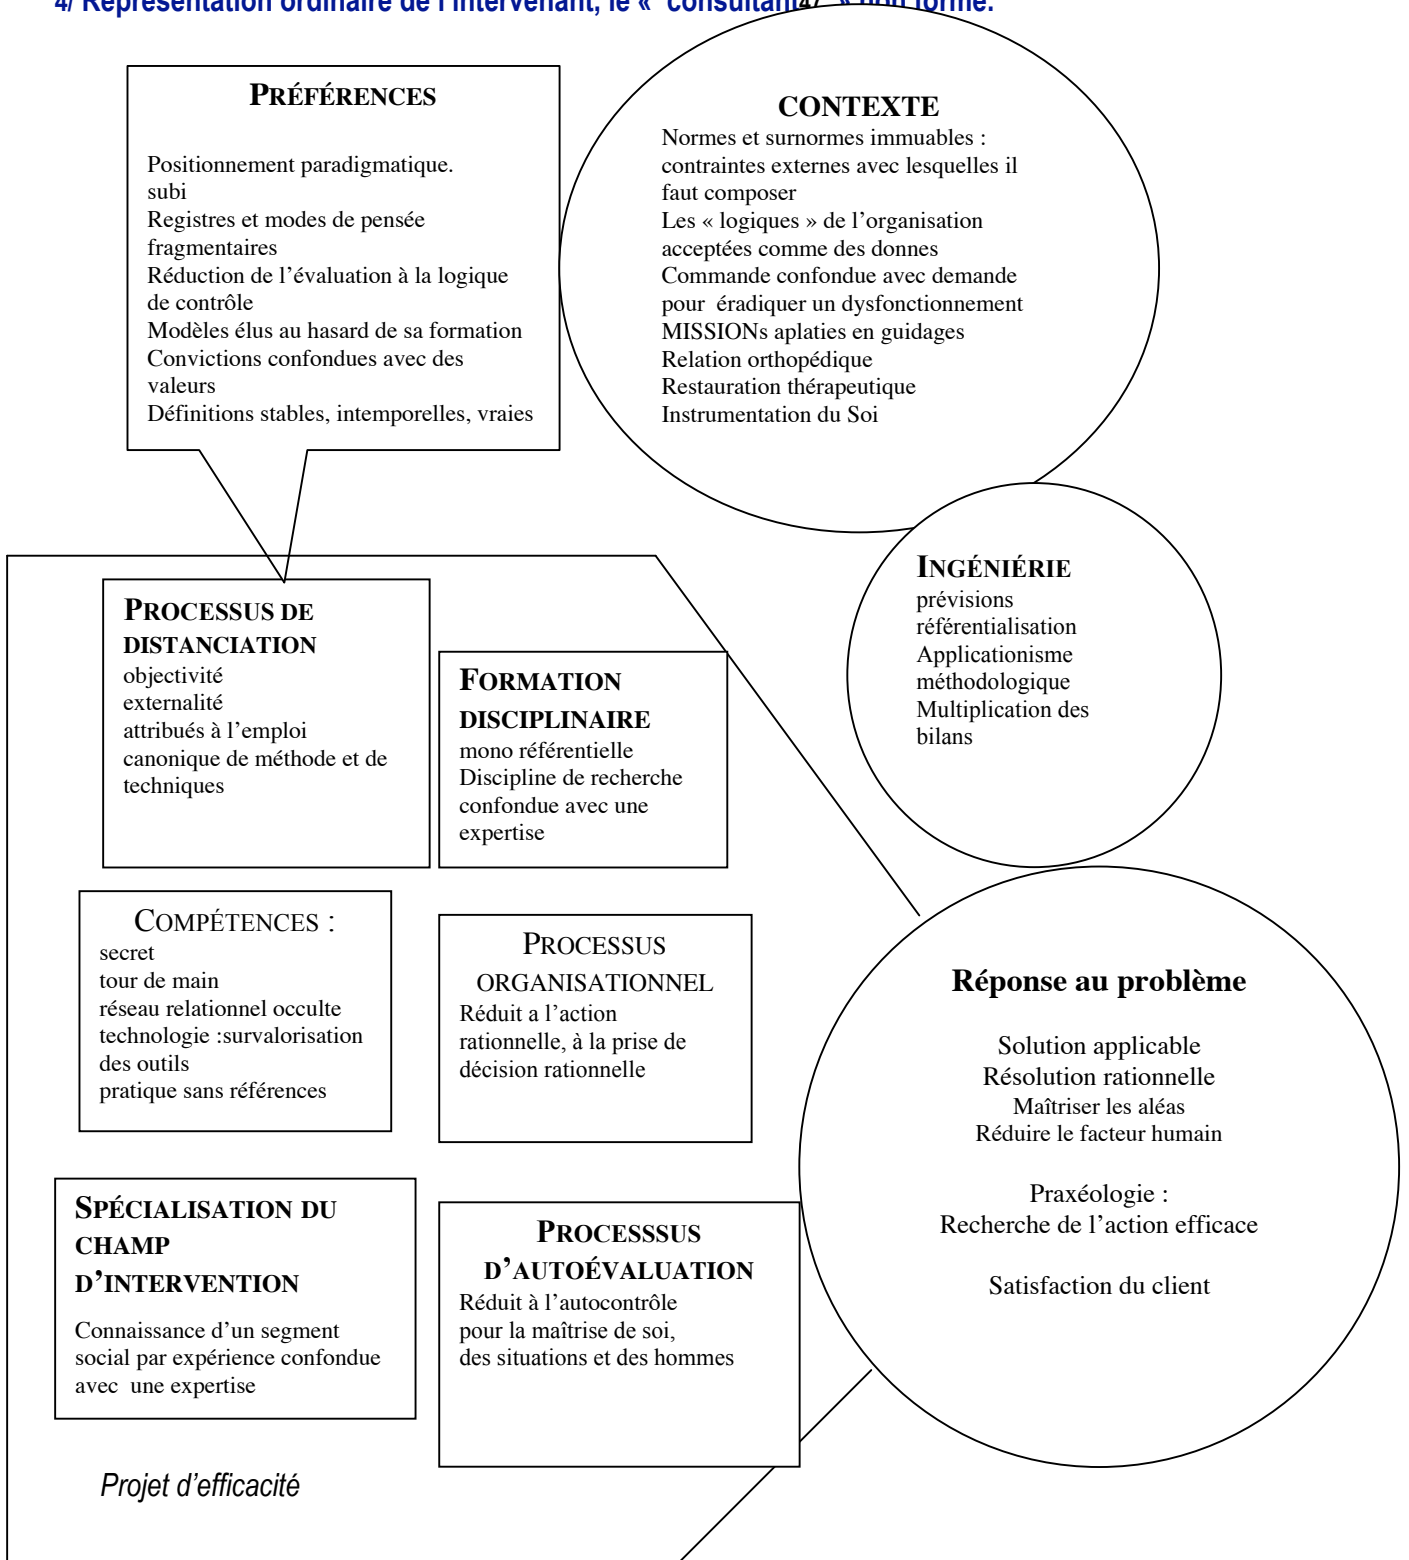 4/ Représentation ordinaire de l'intervenant, le « consultant47 » non formé.
PRÉFÉRENCES
Positionnement paradigmatique.
subi
Registres et modes de pensée
fragmentaires
Réduction de l'évaluation à la logique
de contrôle
Modèles élus au hasard de sa formation
Convictions confondues avec des
valeurs
Définitions stables, intemporelles, vraies
CONTEXTE
Normes et surnormes immuables :
contraintes externes avec lesquelles il
faut composer
Les « logiques » de l'organisation
acceptées comme des donnes
Commande confondue avec demande
pour éradiquer un dysfonctionnement
MISSIONs aplaties en guidages
Relation orthopédique
Restauration thérapeutique
Instrumentation du Soi
INGÉNIÉRIE
prévisions
référentialisation
Applicationisme
méthodologique
Multiplication des
bilans
PROCESSUS DE
DISTANCIATION
objectivité
externalité
attribués à l'emploi
canonique de méthode et de
techniques
FORMATION
DISCIPLINAIRE
mono référentielle
Discipline de recherche
confondue avec une
expertise
COMPÉTENCES :
secret
tour de main
réseau relationnel occulte
technologie :survalorisation
des outils
pratique sans références
PROCESSUS
ORGANISATIONNEL
Réduit a l'action
rationnelle, à la prise de
décision rationnelle
Réponse au problème
Solution applicable
Résolution rationnelle
Maîtriser les aléas
Réduire le facteur humain
Praxéologie :
Recherche de l'action efficace
Satisfaction du client
SPÉCIALISATION DU
CHAMP
D'INTERVENTION
Connaissance d'un segment
social par expérience confondue
avec une expertise
PROCESSSUS
D'AUTOÉVALUATION
Réduit à l'autocontrôle
pour la maîtrise de soi,
des situations et des hommes
Projet d'efficacité